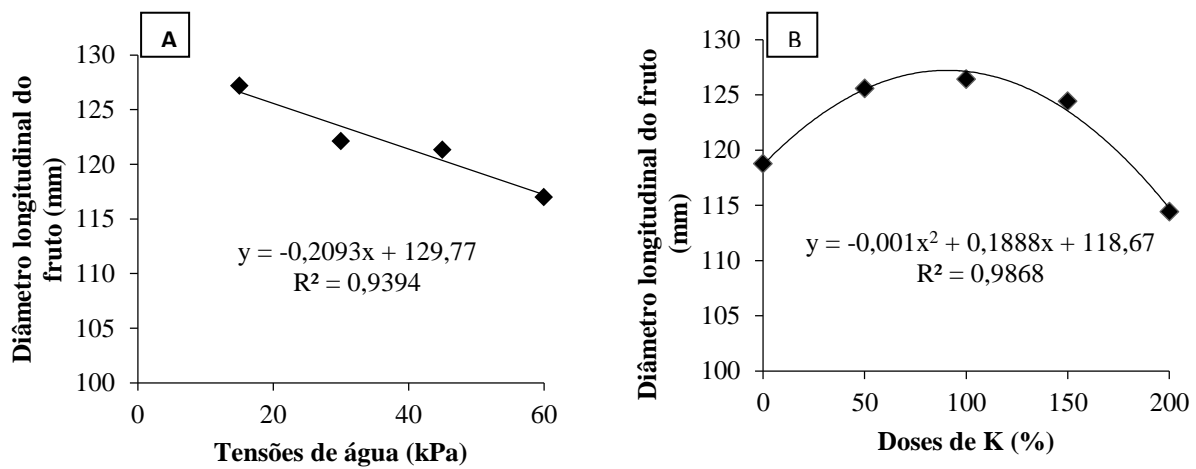 A
130
125
120
115
110
105
100
0
20
40
60
Diâmetro longitudinal do
fruto (mm)
Tensões de água (kPa)
y = -0,2093x + 129,77
R² = 0,9394
B
130
125
120
115
110
105
100
0
50
100
150
200
Diâmetro longitudinal do fruto
(mm)
Doses de K (%)
y = -0,001x² + 0,1888x + 118,67
R² = 0,9868